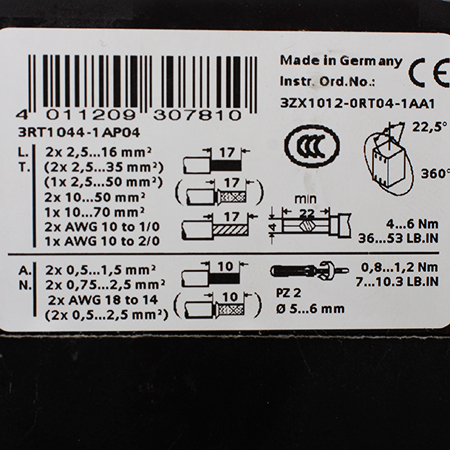 Made in Germany
Instr. Ord.No.:
3ZX1012-0RT04-1AA1
CE
4 011209 307810
3RT1044-1AP04
CCC
22,5°
360°
L. 2x 2,5...16 mm² 17
T. (2x 2,5...35 mm²)
(1x 2,5...50 mm²) 17
2x 10...50 mm² min
1x 10...70 mm² 17 22
2x AWG 10 to 1/0 4 4...6 Nm
1x AWG 10 to 2/0 36...53 LB.IN
A. 2x 0,5...1,5 mm² 10 0,8...1,2 Nm
N. 2x 0,75...2,5 mm² PZ 2 7...10.3 LB.IN
2x AWG 18 to 14 10 Ø 5...6 mm
(2x 0,5...2,5 mm²)